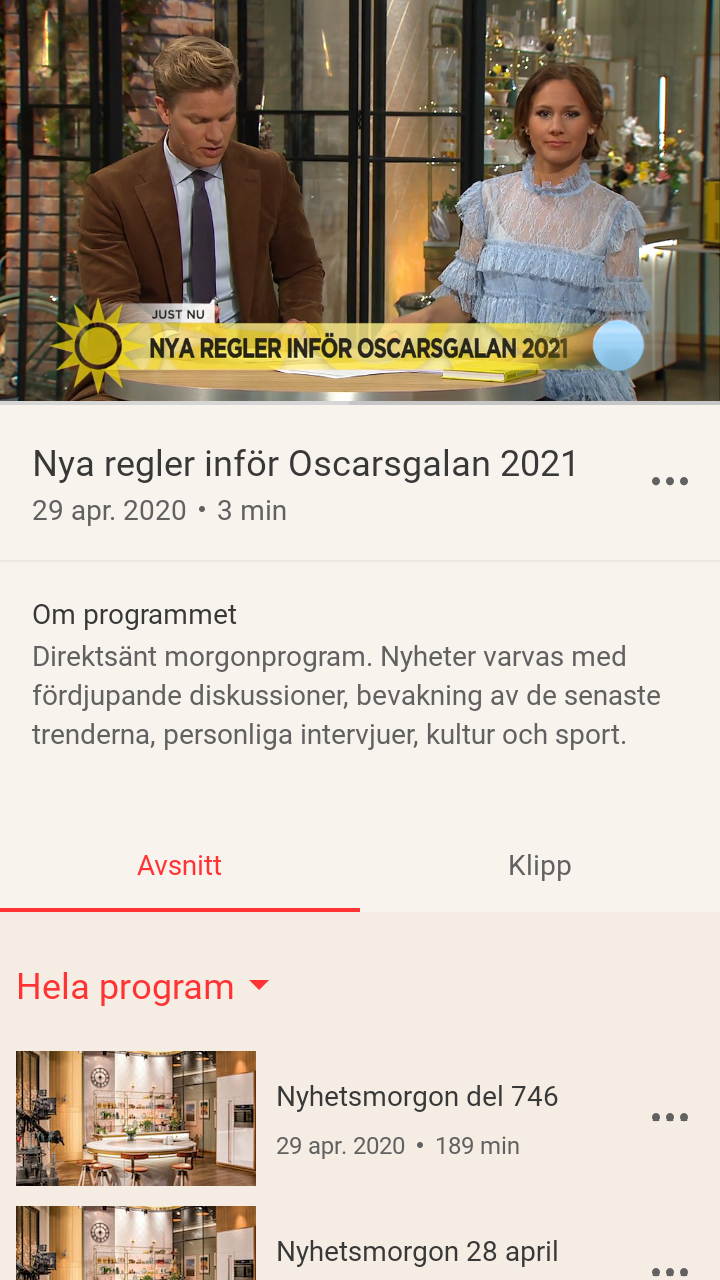 JUST NU
NYA REGLER INFÖR OSCARSGALAN 2021
Nya regler inför Oscarsgalan 2021
29 apr. 2020 • 3 min
Om programmet
Direktsänt morgonprogram. Nyheter varvas med
fördjupande diskussioner, bevakning av de senaste
trenderna, personliga intervjuer, kultur och sport.
Avsnitt
Klipp
Hela program
Nyhetsmorgon del 746
29 apr. 2020 • 189 min
Nyhetsmorgon 28 april